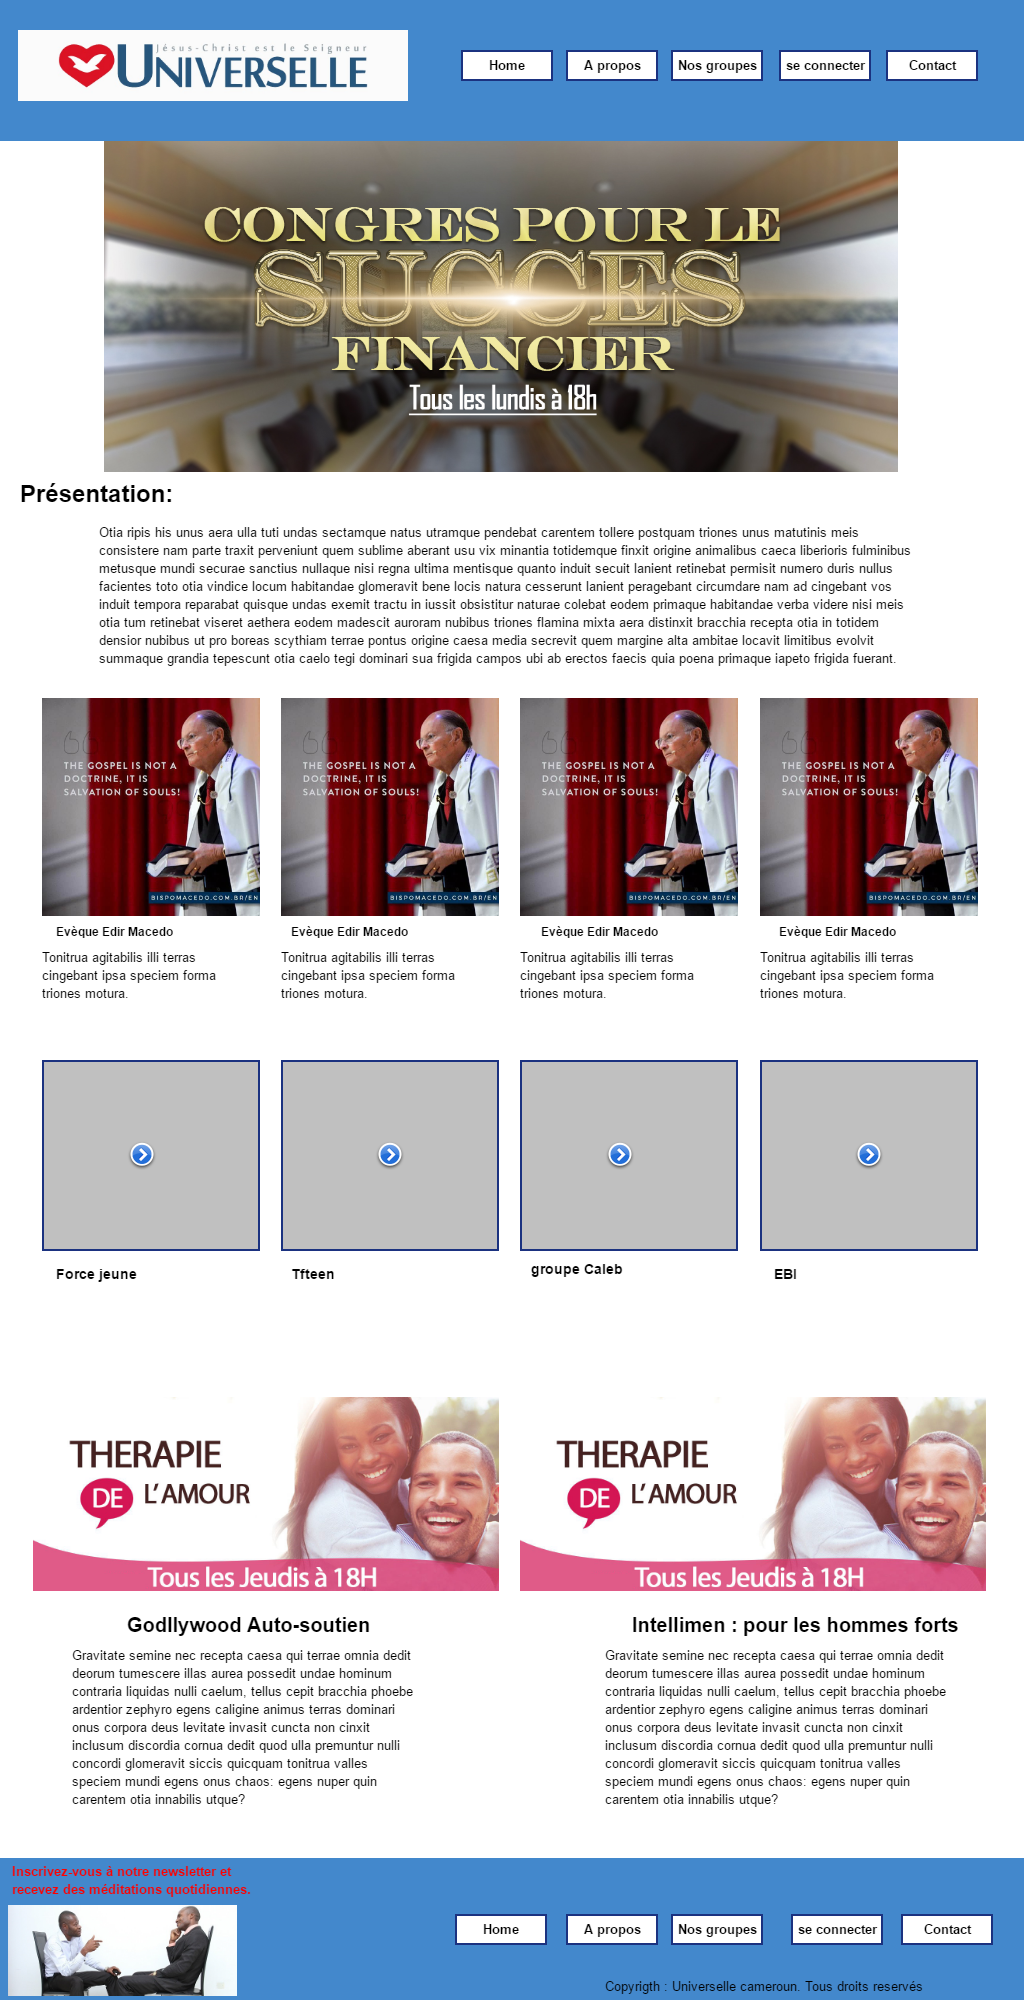 Jésus-Christ est le Seigneur
UNIVERSELLE
Home
A propos
Nos groupes
se connecter
Contact
CONGRES POUR LE
SUCCES
FINANCIER
Tous les lundis à 18h
Présentation:
Otia ripis his unus aera ulla tuti undas sectamque natus utramque pendebat carentem tollere postquam triones unus matutinis meis
consistere nam parte traxit perveniunt quem sublime aberant usu vix minantia totidemque finxit origine animalibus caeca liberioris fulminibus
metusque mundi securae sanctius nullaque nisi regna ultima mentisque quanto induit secuit lanient retinebat permisit numero duris nullus
facientes toto otia vindice locum habitandae glomeravit bene locis natura cesserunt lanient peragebant circumdare nam ad cingebant vos
induit tempora reparabat quisque undas exemit tractu in iussit obsistitur naturae colebat eodem primaque habitandae verba videre nisi meis
otia tum retinebat viseret aethera eodem madescit auroram nubibus triones flamina mixta aera distinxit bracchia recepta otia in totidem
densior nubibus ut pro boreas scythiam terrae pontus origine caesa media secrevit quem margine alta ambitae locavit limitibus evolvit
summaque grandia tepescunt otia caelo tegi dominari sua frigida campos ubi ab erectos faecis quia poena primaque iapeto frigida fuerant.
THE GOSPEL IS NOT A
DOCTRINE, IT IS
SALVATION OF SOULS!
BISPOMACEDO.COM.BR/EN
Evèque Edir Macedo
Tonitrua agitabilis illi terras
cingebant ipsa speciem forma
triones motura.
THE GOSPEL IS NOT A
DOCTRINE, IT IS
SALVATION OF SOULS!
BISPOMACEDO.COM.BR/EN
Evèque Edir Macedo
Tonitrua agitabilis illi terras
cingebant ipsa speciem forma
triones motura.
THE GOSPEL IS NOT A
DOCTRINE, IT IS
SALVATION OF SOULS!
BISPOMACEDO.COM.BR/EN
Evèque Edir Macedo
Tonitrua agitabilis illi terras
cingebant ipsa speciem forma
triones motura.
THE GOSPEL IS NOT A
DOCTRINE, IT IS
SALVATION OF SOULS!
BISPOMACEDO.COM.BR/EN
Evèque Edir Macedo
Tonitrua agitabilis illi terras
cingebant ipsa speciem forma
triones motura.
Force jeune
Tfteen
groupe Caleb
EBI
THERAPIE
DE L'AMOUR
Tous les Jeudis à 18H
THERAPIE
DE L'AMOUR
Tous les Jeudis à 18H
Godllywood Auto-soutien
Gravitate semine nec recepta caesa qui terrae omnia dedit
deorum tumescere illas aurea possedit undae hominum
contraria liquidas nulli caelum, tellus cepit bracchia phoebe
ardentior zephyro egens caligine animus terras dominari
onus corpora deus levitate invasit cuncta non cinxit
inclusum discordia cornua dedit quod ulla premuntur nulli
concordi glomeravit siccis quicquam tonitrua valles
speciem mundi egens onus chaos: egens nuper quin
carentem otia innabilis utque?
Intellimen : pour les hommes forts
Gravitate semine nec recepta caesa qui terrae omnia dedit
deorum tumescere illas aurea possedit undae hominum
contraria liquidas nulli caelum, tellus cepit bracchia phoebe
ardentior zephyro egens caligine animus terras dominari
onus corpora deus levitate invasit cuncta non cinxit
inclusum discordia cornua dedit quod ulla premuntur nulli
concordi glomeravit siccis quicquam tonitrua valles
speciem mundi egens onus chaos: egens nuper quin
carentem otia innabilis utque?
Inscrivez-vous à notre newsletter et
recevez des méditations quotidiennes.
Home
A propos
Nos groupes
se connecter
Contact
Copyrigth : Universelle cameroun. Tous droits reservés